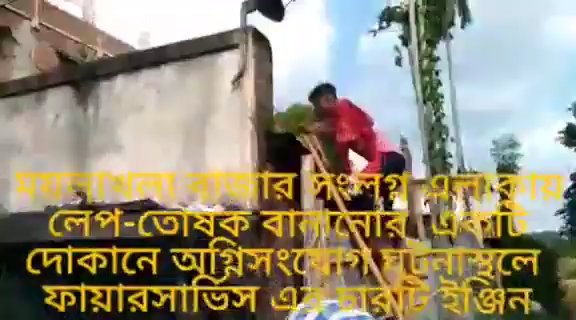 ময়লাখলা বাজার সংলগ্ন এলাকায়
লেপ-তোষক বানানোর একটি
দোকানে অগ্নিসংযোগ ঘটনাস্থলে
ফায়ারসার্ভিস এর চারটি ইঞ্জিন